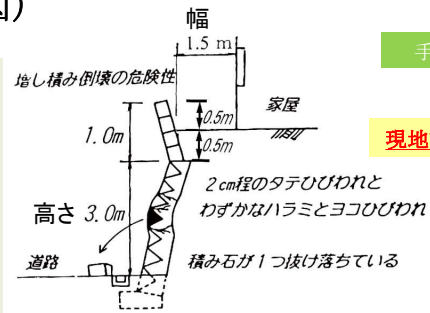 図)
幅
1.5 m
手
増し積み倒壊の危険性
0.5m
家屋
1.0m
0.5m
現地
2cm程のタテひびわれと
わずかなハラミとヨコひびわれ
高さ 3.0m
道路
積み石が1つ抜け落ちている